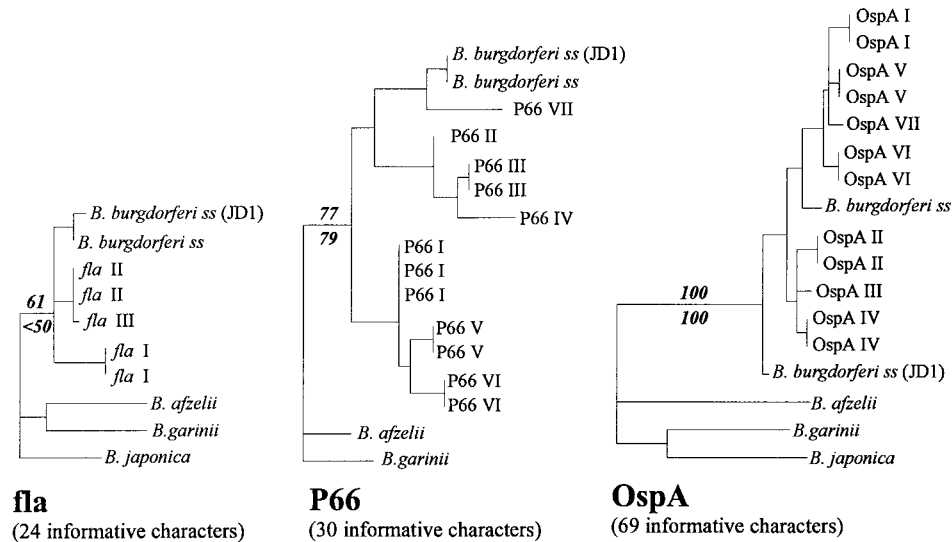 B. burgdorferi ss (JD1)
B. burgdorferi ss
fla II
fla II
fla III
61
<50
fla I
fla I
B. afzelii
B.garinii
B. japonica
fla
(24 informative characters)
B. burgdorferi ss (JD1)
B. burgdorferi ss
P66 VII
P66 II
P66 III
P66 III
P66 IV
77
79
P66 I
P66 I
P66 I
P66 V
P66 V
P66 VI
P66 VI
B. afzelii
B.garinii
P66
(30 informative characters)
OspA I
OspA I
OspA V
OspA V
OspA VII
OspA VI
OspA VI
B. burgdorferi ss
OspA II
OspA II
OspA III
OspA IV
OspA IV
100
100
B. burgdorferi ss (JD1)
B. afzelii
B.garinii
B. japonica
OspA
(69 informative characters)